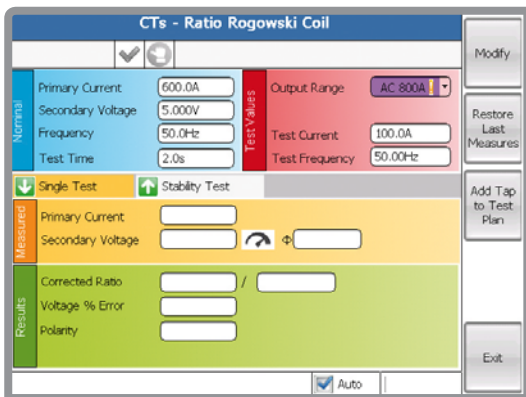 CTs - Ratio Rogowski Coil
Nominal
Primary Current 600.0A
Secondary Voltage 5.000V
Frequency 50.0Hz
Test Time 2.0s
Test Values
Output Range AC 800A
Test Current 100.0A
Test Frequency 50.00Hz
Single Test
Stability Test
Measured
Primary Current
Secondary Voltage Φ
Results
Corrected Ratio /
Voltage % Error
Polarity
Auto
Modify
Restore
Last
Measures
Add Tap
to Test
Plan
Exit